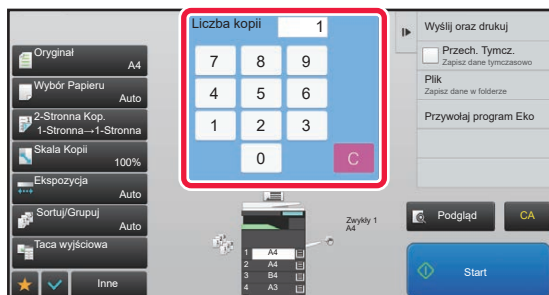 Oryginał
A4
Wybór Papieru
Auto
2-Stronna Kop.
1-Stronna→1-Stronna
Skala Kopii
100%
Ekspozycja
Auto
Sortuj/Grupuj
Auto
Taca wyjściowa
Inne
Liczba kopii 1
7 8 9
4 5 6
1 2 3
0 C
Zwykły 1
A4
1 A4
2 A4
3 B4
4 A3
Wyślij oraz drukuj
Przech. Tymcz.
Zapisz dane tymczasowo
Plik
Zapisz dane w folderze
Przywołaj program Eko
Podgląd
CA
Start